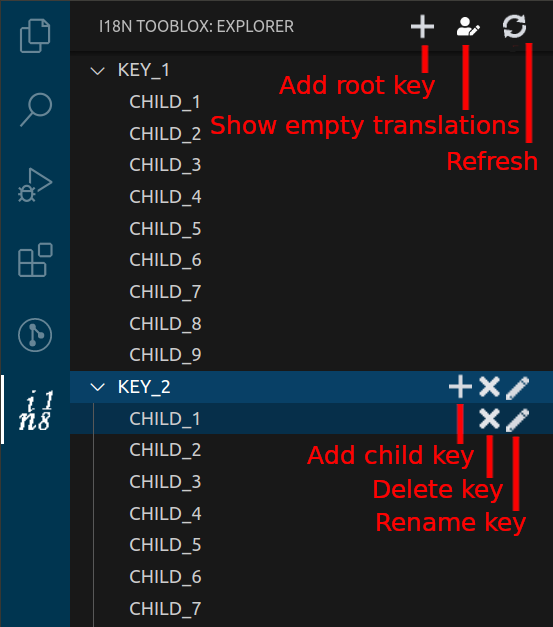 I18N TOOBLOX: EXPLORER
Add root key
Show empty translations
Refresh
KEY_1
CHILD_1
CHILD_2
CHILD_3
CHILD_4
CHILD_5
CHILD_6
CHILD_7
CHILD_8
CHILD_9
KEY_2
CHILD_1
Add child key
Delete key
Rename key
CHILD_2
CHILD_3
CHILD_4
CHILD_5
CHILD_6
CHILD_7
i 1
n8